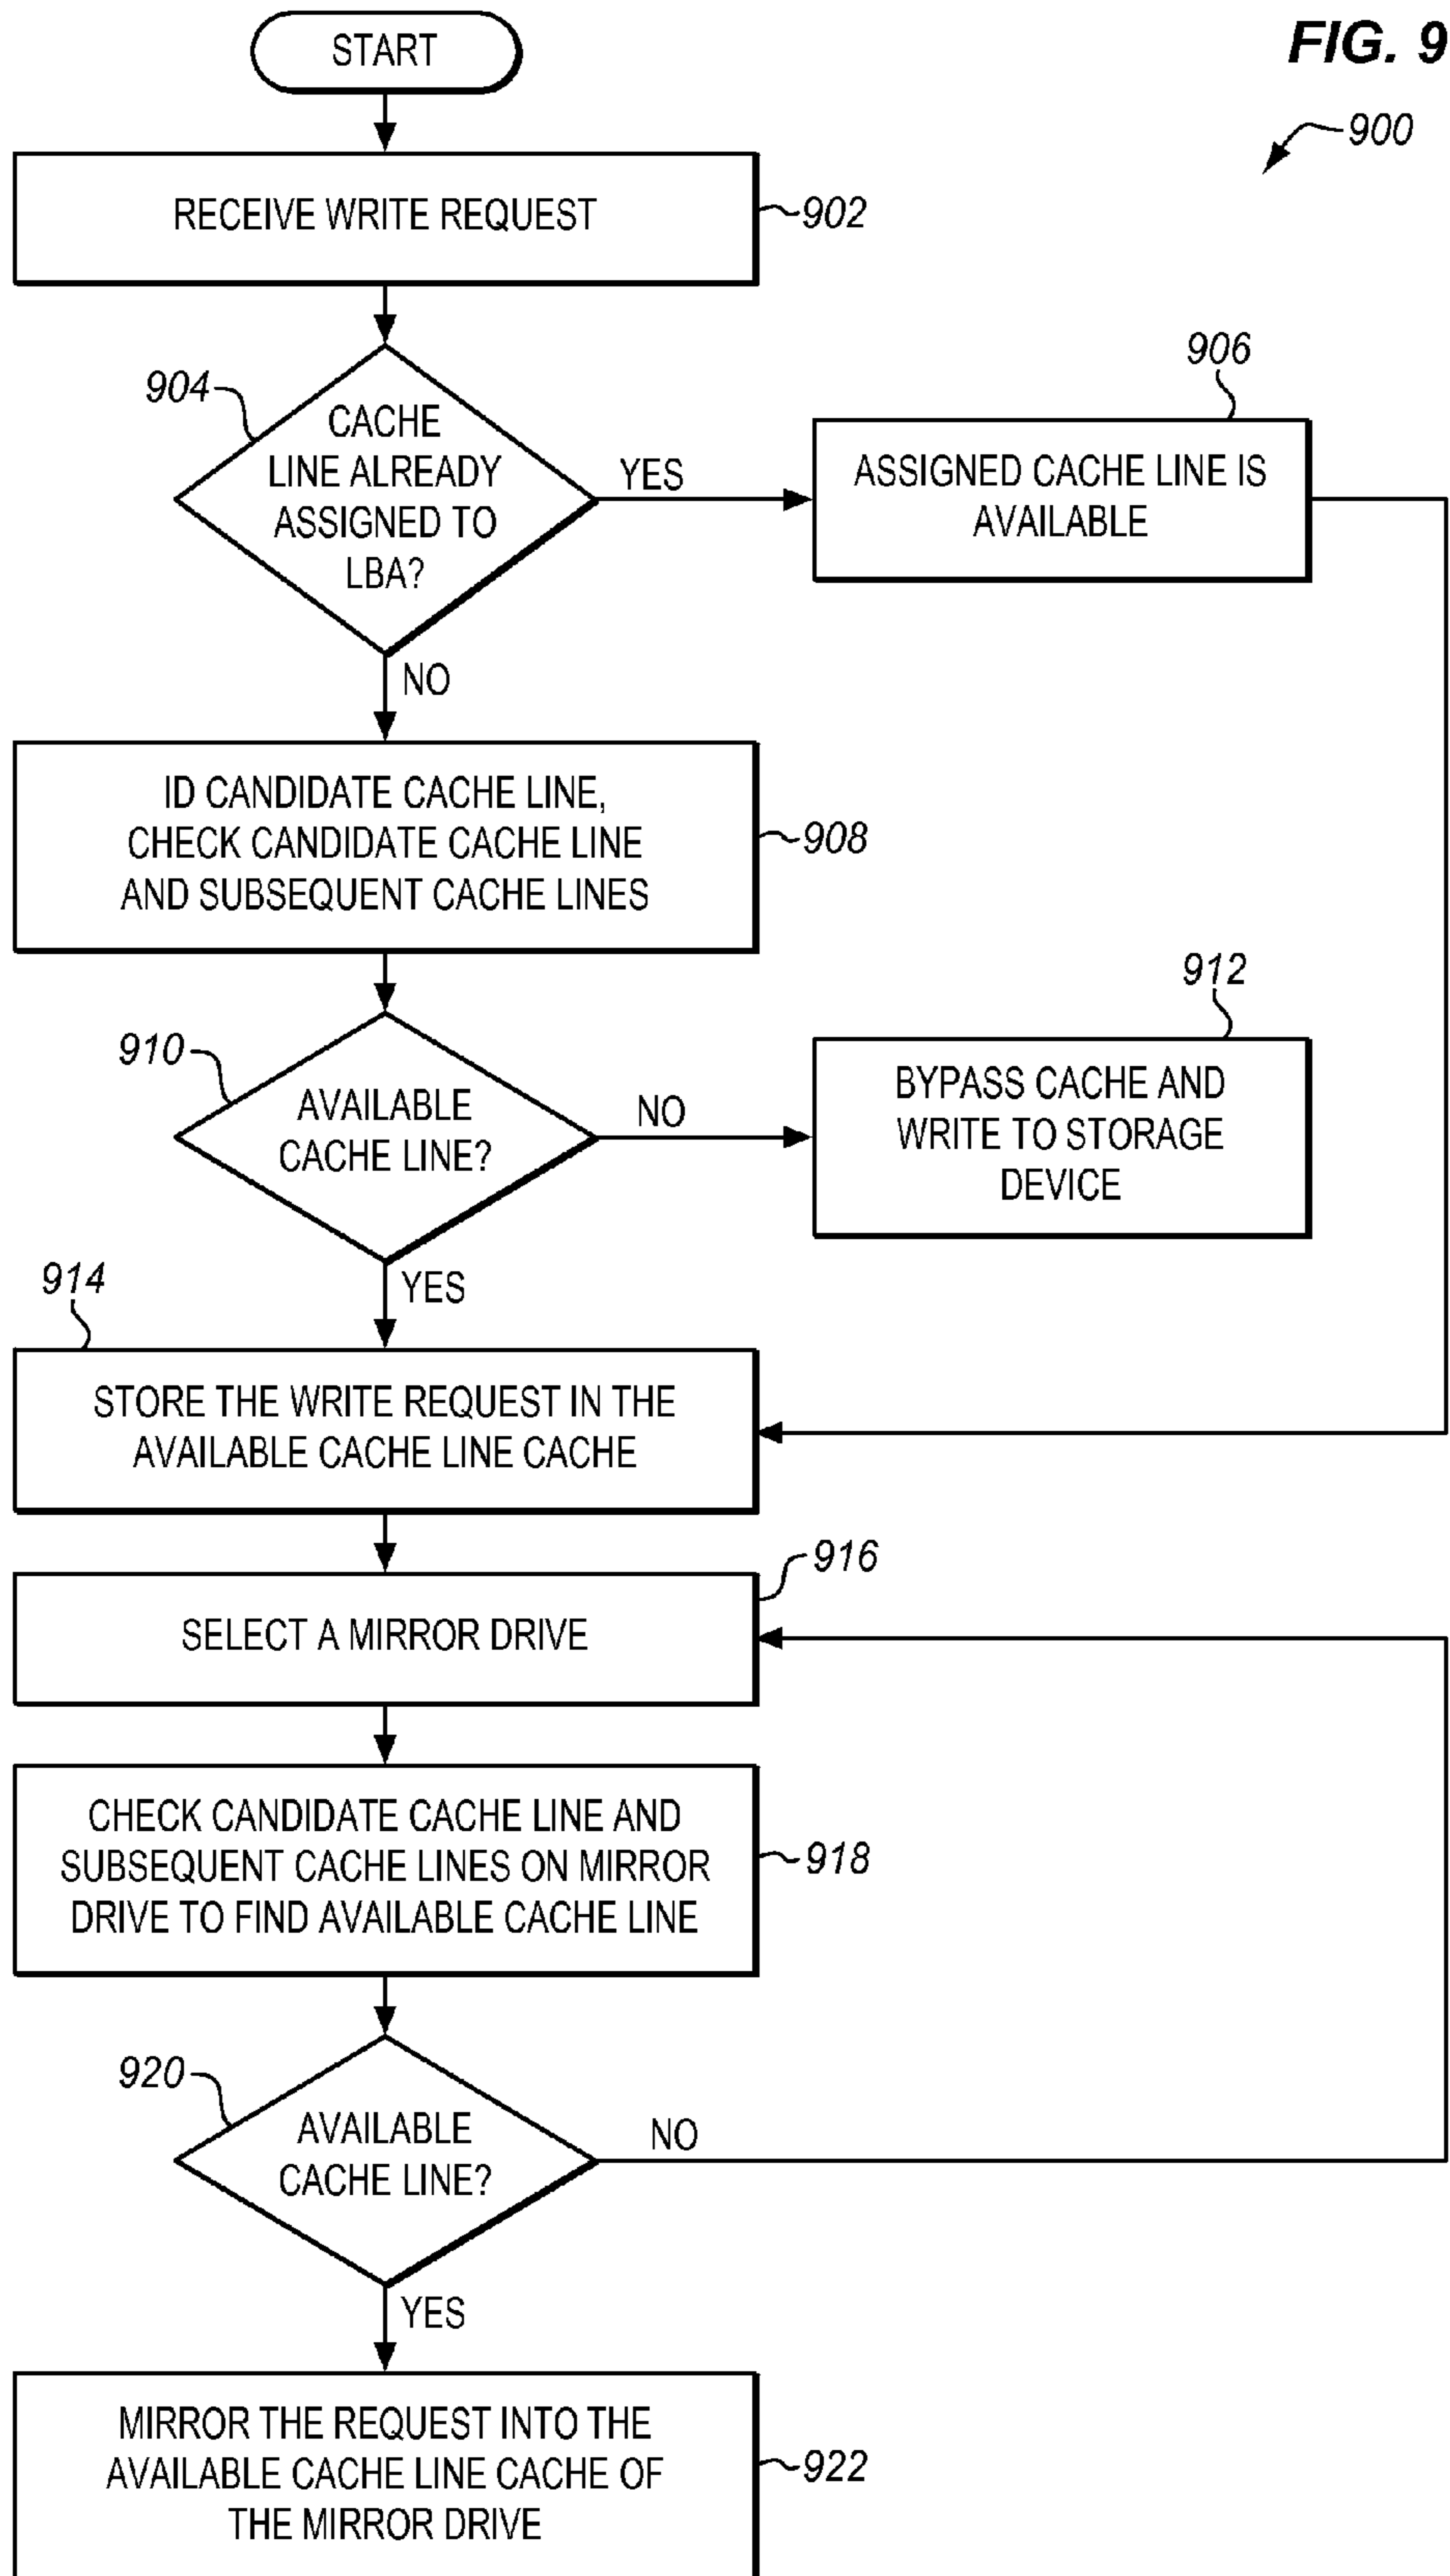 FIG. 9
900
START
RECEIVE WRITE REQUEST
902
904
CACHE
LINE ALREADY
ASSIGNED TO
LBA?
YES
906
ASSIGNED CACHE LINE IS
AVAILABLE
NO
ID CANDIDATE CACHE LINE,
CHECK CANDIDATE CACHE LINE
AND SUBSEQUENT CACHE LINES
908
910
AVAILABLE
CACHE LINE?
NO
912
BYPASS CACHE AND
WRITE TO STORAGE
DEVICE
YES
914
STORE THE WRITE REQUEST IN THE
AVAILABLE CACHE LINE CACHE
916
SELECT A MIRROR DRIVE
CHECK CANDIDATE CACHE LINE AND
SUBSEQUENT CACHE LINES ON MIRROR
DRIVE TO FIND AVAILABLE CACHE LINE
918
920
AVAILABLE
CACHE LINE?
NO
YES
MIRROR THE REQUEST INTO THE
AVAILABLE CACHE LINE CACHE OF
THE MIRROR DRIVE
922